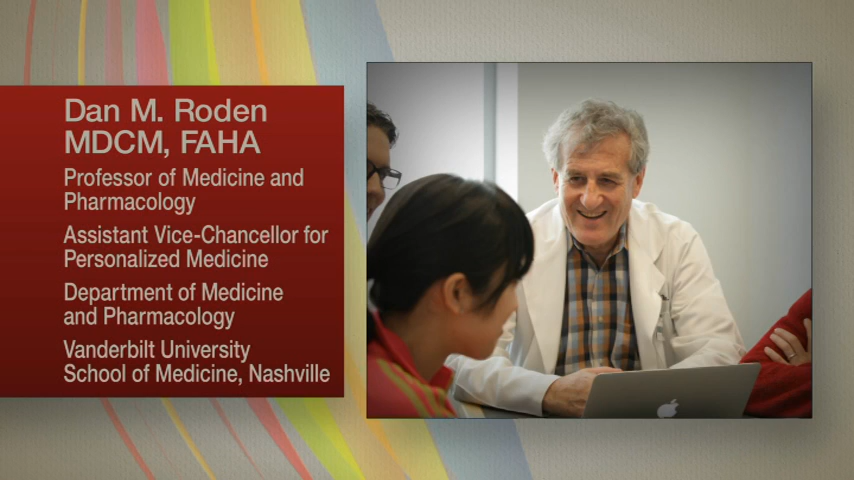 Dan M. Roden
MDCM, FAHA
Professor of Medicine and
Pharmacology
Assistant Vice-Chancellor for
Personalized Medicine
Department of Medicine
and Pharmacology
Vanderbilt University
School of Medicine, Nashville